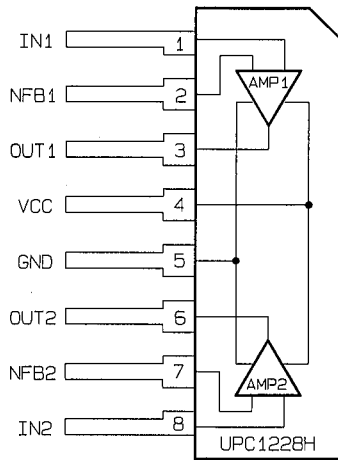 IN1 1
AMP1
NFB1 2
OUT1 3
VCC 4
GND 5
OUT2 6
NFB2 7
AMP2
IN2 8
UPC1228H